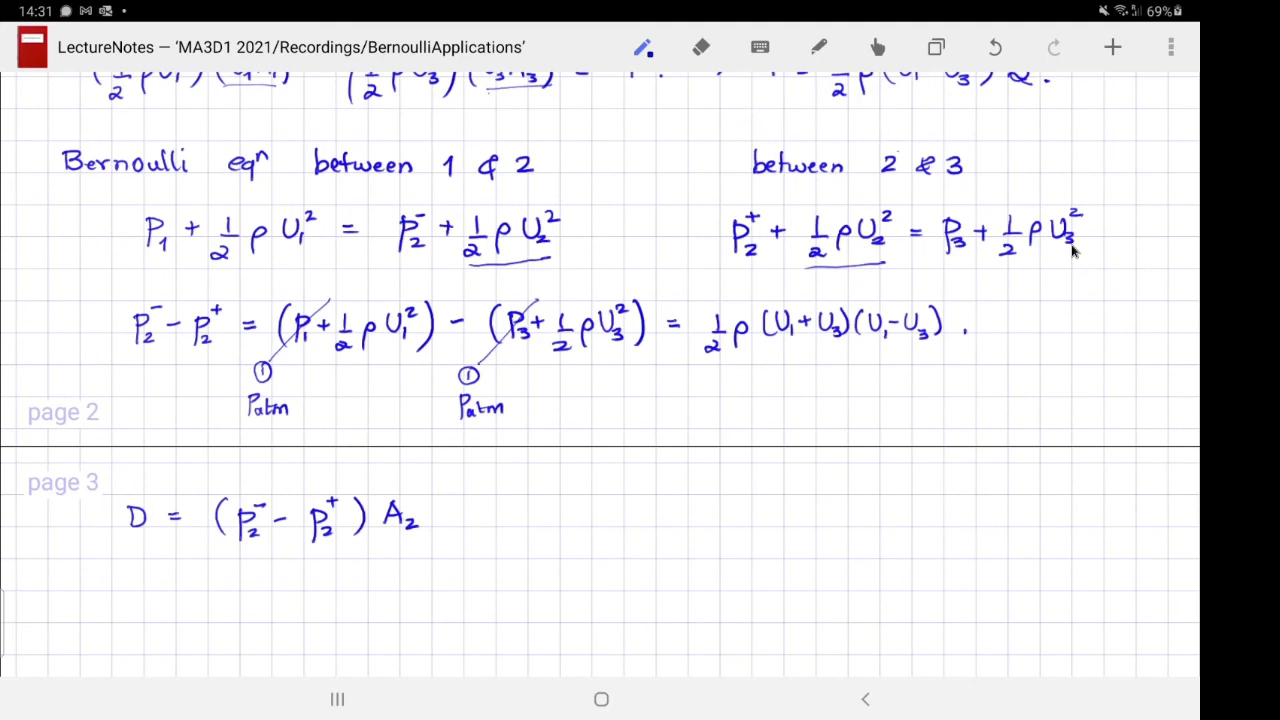 14:31 69%
LectureNotes — ‘MA3D1 2021/Recordings/BernoulliApplications’
Bernoulli eqⁿ between 1 & 2 between 2 & 3
P₁ + 1/2 ρ U₁² = P₂⁻ + 1/2 ρ U₂² P₂⁺ + 1/2 ρ U₂² = P₃ + 1/2 ρ U₃²
P₂⁻ − P₂⁺ = (P₁ + 1/2 ρ U₁²) − (P₃ + 1/2 ρ U₃²) = 1/2 ρ (U₁ + U₃)(U₁ − U₃).
① ①
Patm Patm
page 2
page 3
D = (P₂⁻ − P₂⁺) A₂